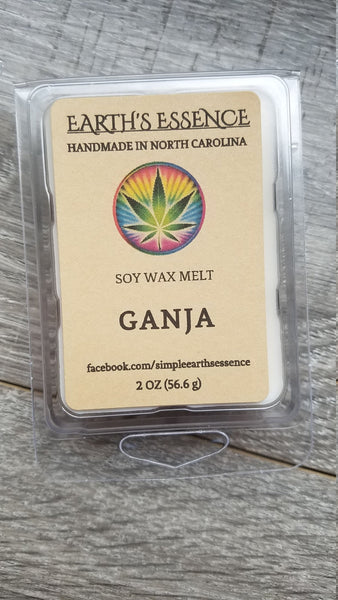 EARTH'S ESSENCE
HANDMADE IN NORTH CAROLINA
SOY WAX MELT
GANJA
facebook.com/simpleearthsessence
2 OZ (56.6 g)